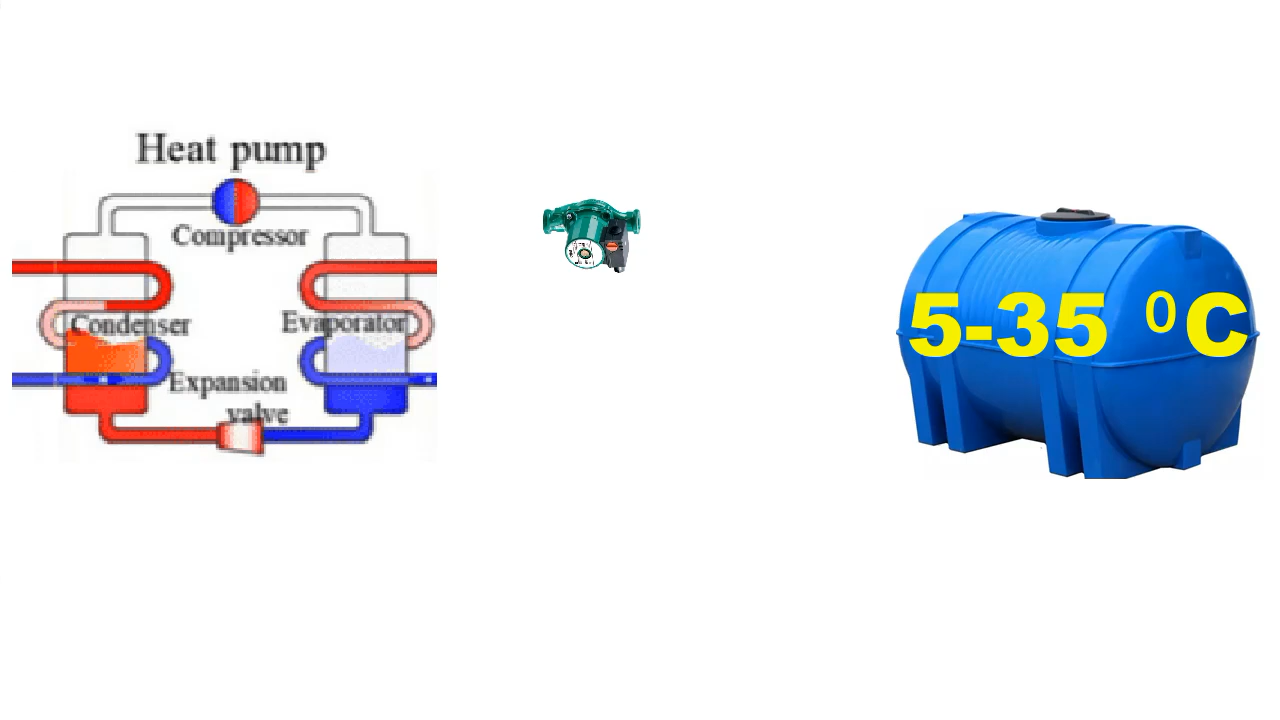 Heat pump
Compressor
Condenser
Evaporator
Expansion
valve
5-35 ⁰C